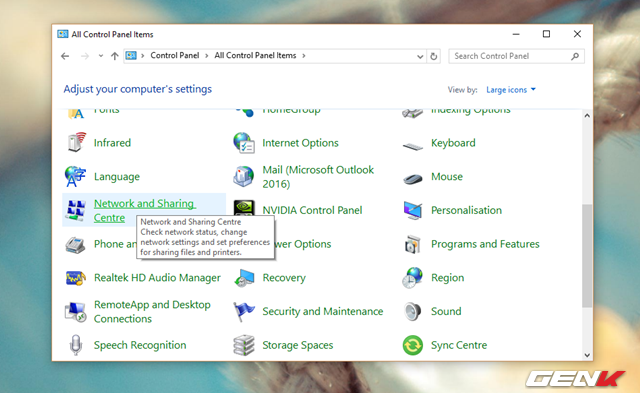 All Control Panel Items
Control Panel
All Control Panel Items
Search Control Panel
Adjust your computer's settings
View by:
Large icons
Fonts
HomeGroup
Indexing Options
Infrared
Internet Options
Keyboard
Language
Mail (Microsoft Outlook
2016)
Mouse
Network and Sharing
Centre
NVIDIA Control Panel
Personalisation
Network and Sharing Centre
Check network status, change
network settings and set preferences
for sharing files and printers.
Phone an
wer Options
Programs and Features
Realtek HD Audio Manager
Recovery
Region
RemoteApp and Desktop
Connections
Security and Maintenance
Sound
Speech Recognition
Storage Spaces
Sync Centre
GENK